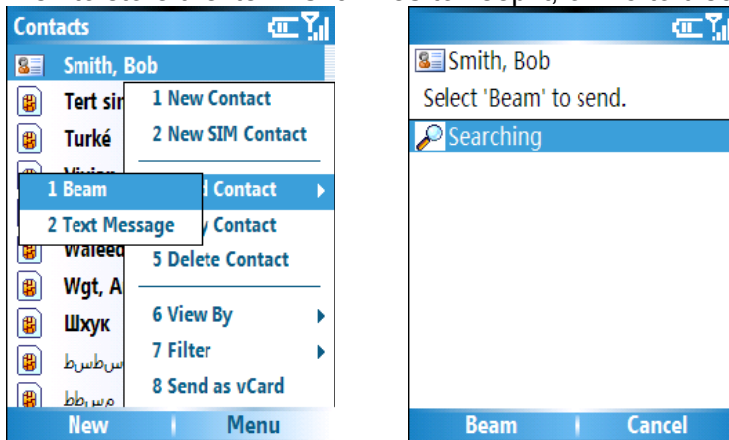 Contacts
Smith, Bob
Tert sin
1 New Contact
Turké
2 New SIM Contact
1 Beam
Contact
2 Text Message
Contact
Waleed
5 Delete Contact
Wgt, A
Шхук
6 View By
7 Filter
8 Send as vCard
New
Menu
Smith, Bob
Select 'Beam' to send.
Searching
Beam
Cancel